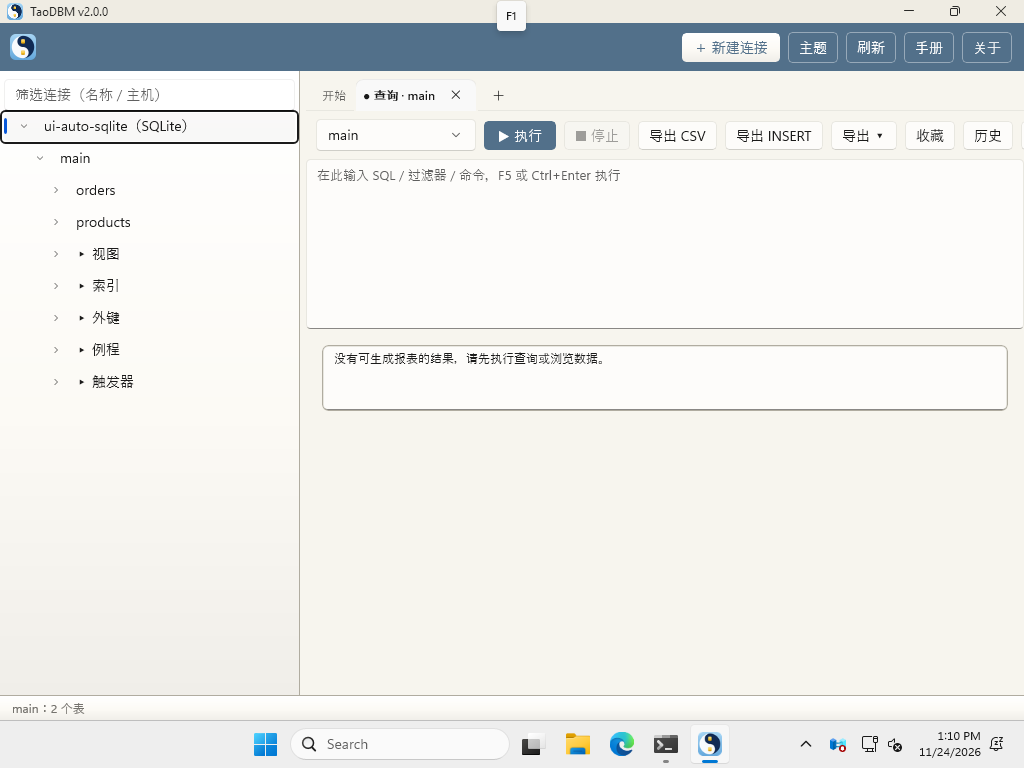 TaoDBM v2.0.0
F1
+ 新建连接
主题
刷新
手册
关于
筛选连接（名称 / 主机）
ui-auto-sqlite（SQLite）
main
orders
products
视图
索引
外键
例程
触发器
开始
• 查询 · main
main
执行
停止
导出 CSV
导出 INSERT
导出
收藏
历史
在此输入 SQL / 过滤器 / 命令，F5 或 Ctrl+Enter 执行
没有可生成报表的结果，请先执行查询或浏览数据。
main：2 个表
Search
1:10 PM
11/24/2026